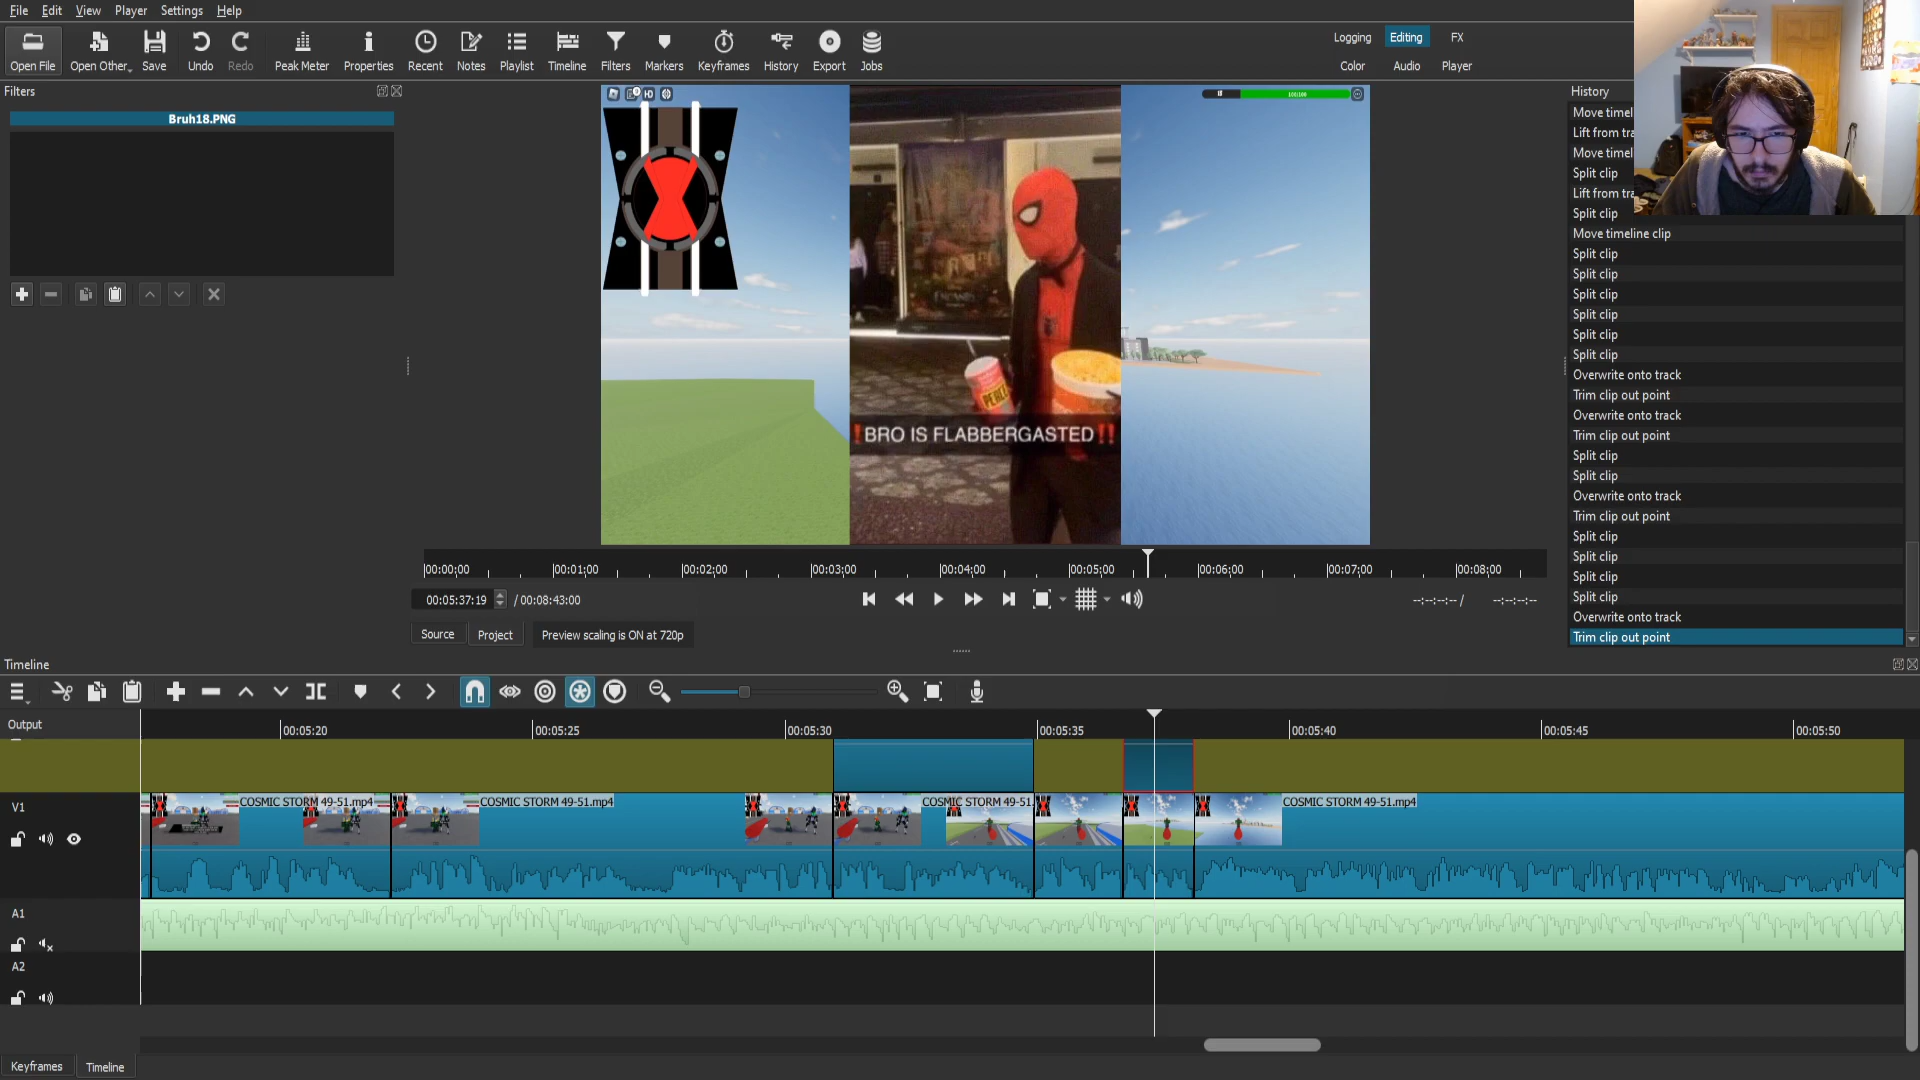 File Edit View Player Settings Help
Open File Open Other... Save Undo Redo Peak Meter Properties Recent Notes Playlist Timeline Filters Markers Keyframes History Export Jobs
Logging Editing FX
Color Audio Player
Filters
Bruh18.PNG
HD
100/100
PERE
‼BRO IS FLABBERGASTED‼
History
Move timel
Lift from tra
Move timel
Split clip
Lift from tra
Split clip
Move timeline clip
Split clip
Split clip
Split clip
Split clip
Split clip
Split clip
Overwrite onto track
Trim clip out point
Overwrite onto track
Trim clip out point
Split clip
Split clip
Overwrite onto track
Trim clip out point
Split clip
Split clip
Split clip
Split clip
Overwrite onto track
Trim clip out point
00:00:00 00:01:00 00:02:00 00:03:00 00:04:00 00:05:00 00:06:00 00:07:00 00:08:00
00:05:37:19 / 00:08:43:00
--:--:--:-- / --:--:--:--
Source Project Preview scaling is ON at 720p
Timeline
Output
00:05:20 00:05:25 00:05:30 00:05:35 00:05:40 00:05:45 00:05:50
V1
COSMIC STORM 49-51.mp4 COSMIC STORM 49-51.mp4 COSMIC STORM 49-51. COSMIC STORM 49-51.mp4
A1
A2
Keyframes Timeline